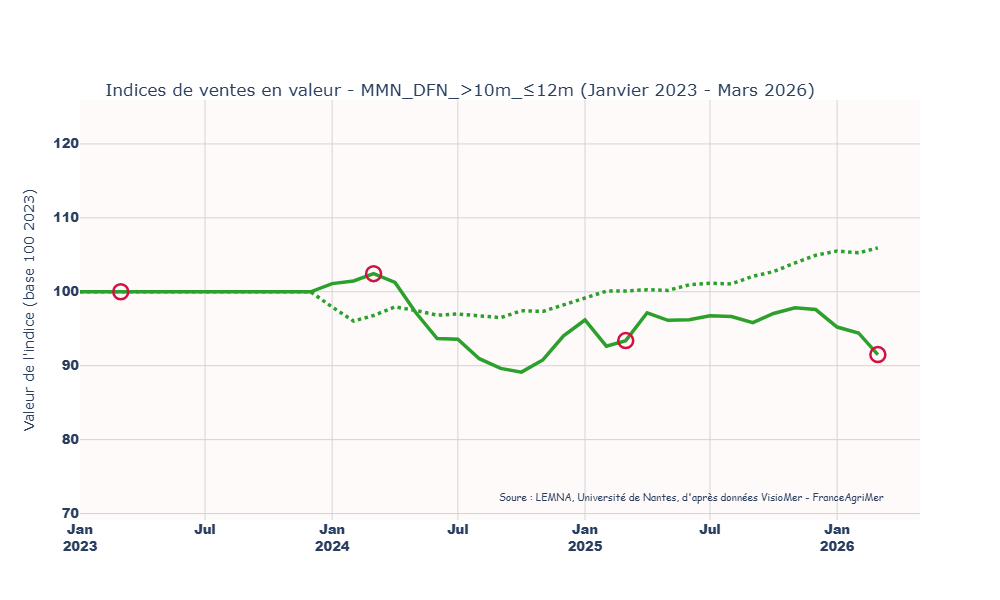 Indices de ventes en valeur - MMN_DFN_>10m_≤12m (Janvier 2023 - Mars 2026)
Valeur de l'indice (base 100 2023)
120
110
100
90
80
70
Soure : LEMNA, Université de Nantes, d'après données VisioMer - FranceAgriMer
Jan
2023
Jul
Jan
2024
Jul
Jan
2025
Jul
Jan
2026